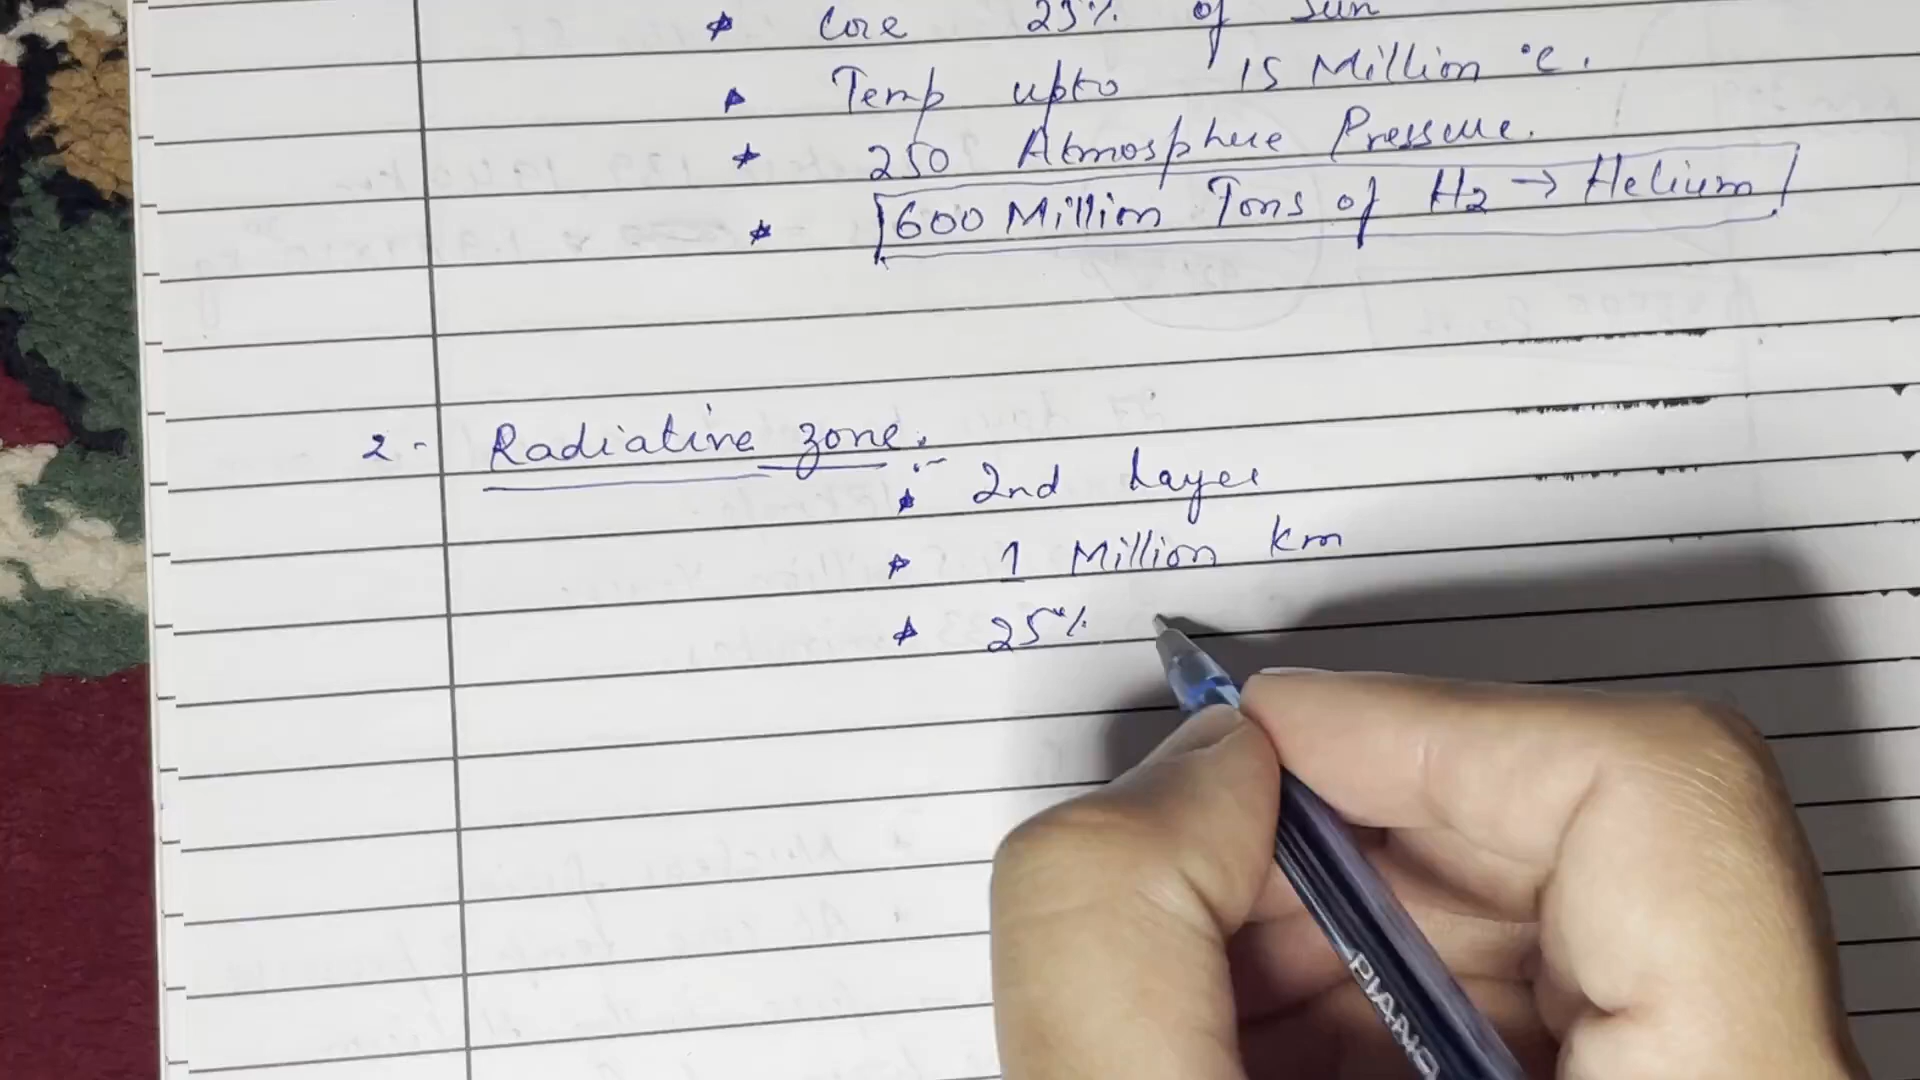 * Core 25% of Sun
* Temp upto 15 Million °c.
* 250 Atmosphere Pressure.
* 600 Million Tons of H2 → Helium
2- Radiative zone. :-
* 2nd Layer
* 1 Million km
* 25%
PIANO